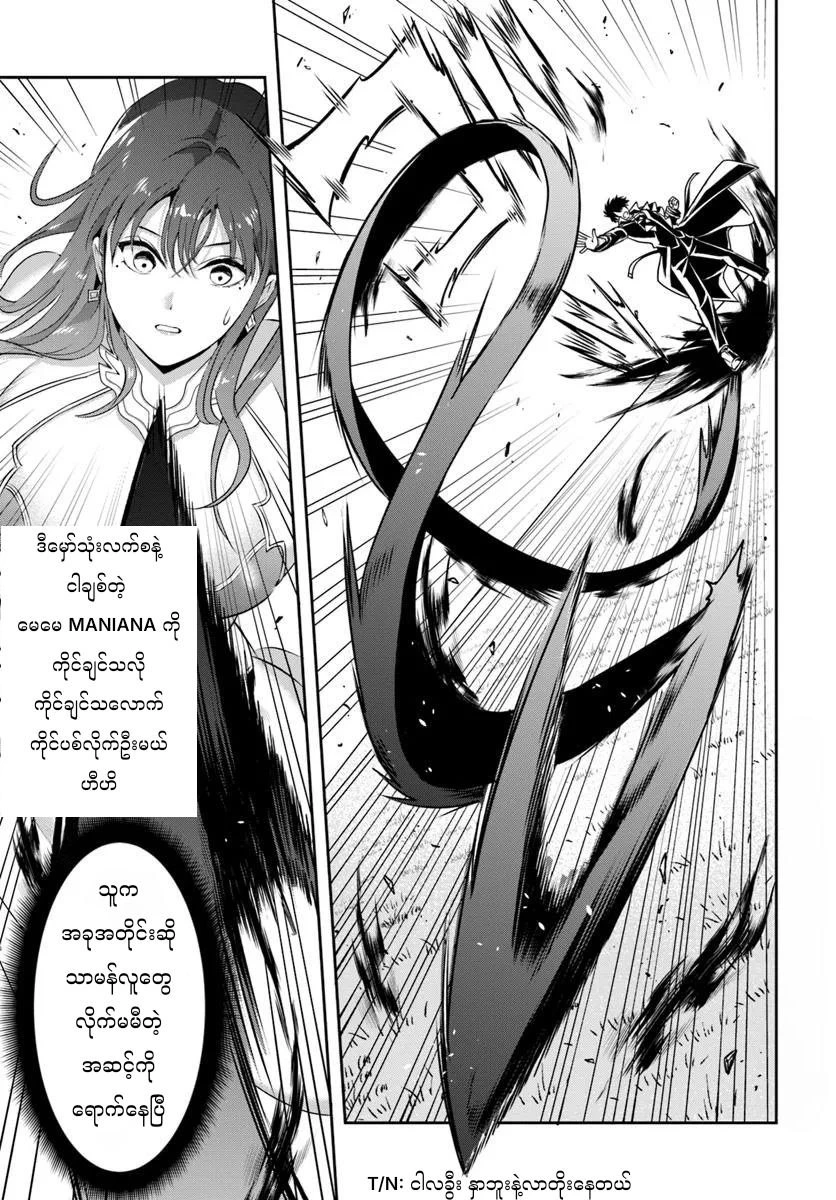 ဒီမှော်သုံးလက်စနဲ့
ငါချစ်တဲ့
မေမေ MANIANA ကို
ကိုင်ချင်သလို
ကိုင်ချင်သလောက်
ကိုင်ပစ်လိုက်ဦးမယ်
ဟီဟိ
သူက
အခုအတိုင်းဆို
သာမန်လူတွေ
လိုက်မမီတဲ့
အဆင့်ကို
ရောက်နေပြီ
T/N: ငါလခွီး နှာဘူးနဲ့လာတိုးနေတယ်